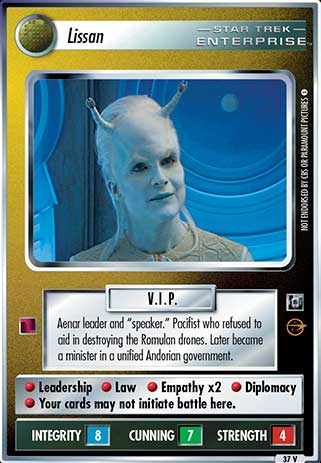 Lissan
STAR TREK
ENTERPRISE™
NOT ENDORSED BY CBS OR PARAMOUNT PICTURES
V.I.P.
Aenar leader and “speaker.” Pacifist who refused to
aid in destroying the Romulan drones. Later became
a minister in a unified Andorian government.
• Leadership • Law • Empathy x2 • Diplomacy
• Your cards may not initiate battle here.
INTEGRITY 8 CUNNING 7 STRENGTH 4
37 V